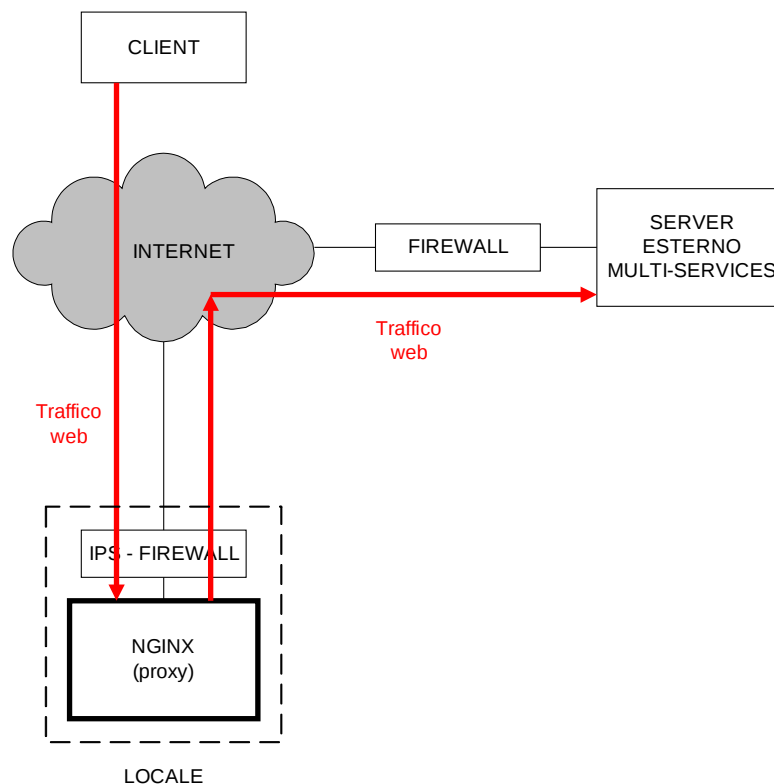 CLIENT
INTERNET
FIREWALL
SERVER
ESTERNO
MULTI-SERVICES
Traffico
web
Traffico
web
IPS - FIREWALL
NGINX
(proxy)
LOCALE